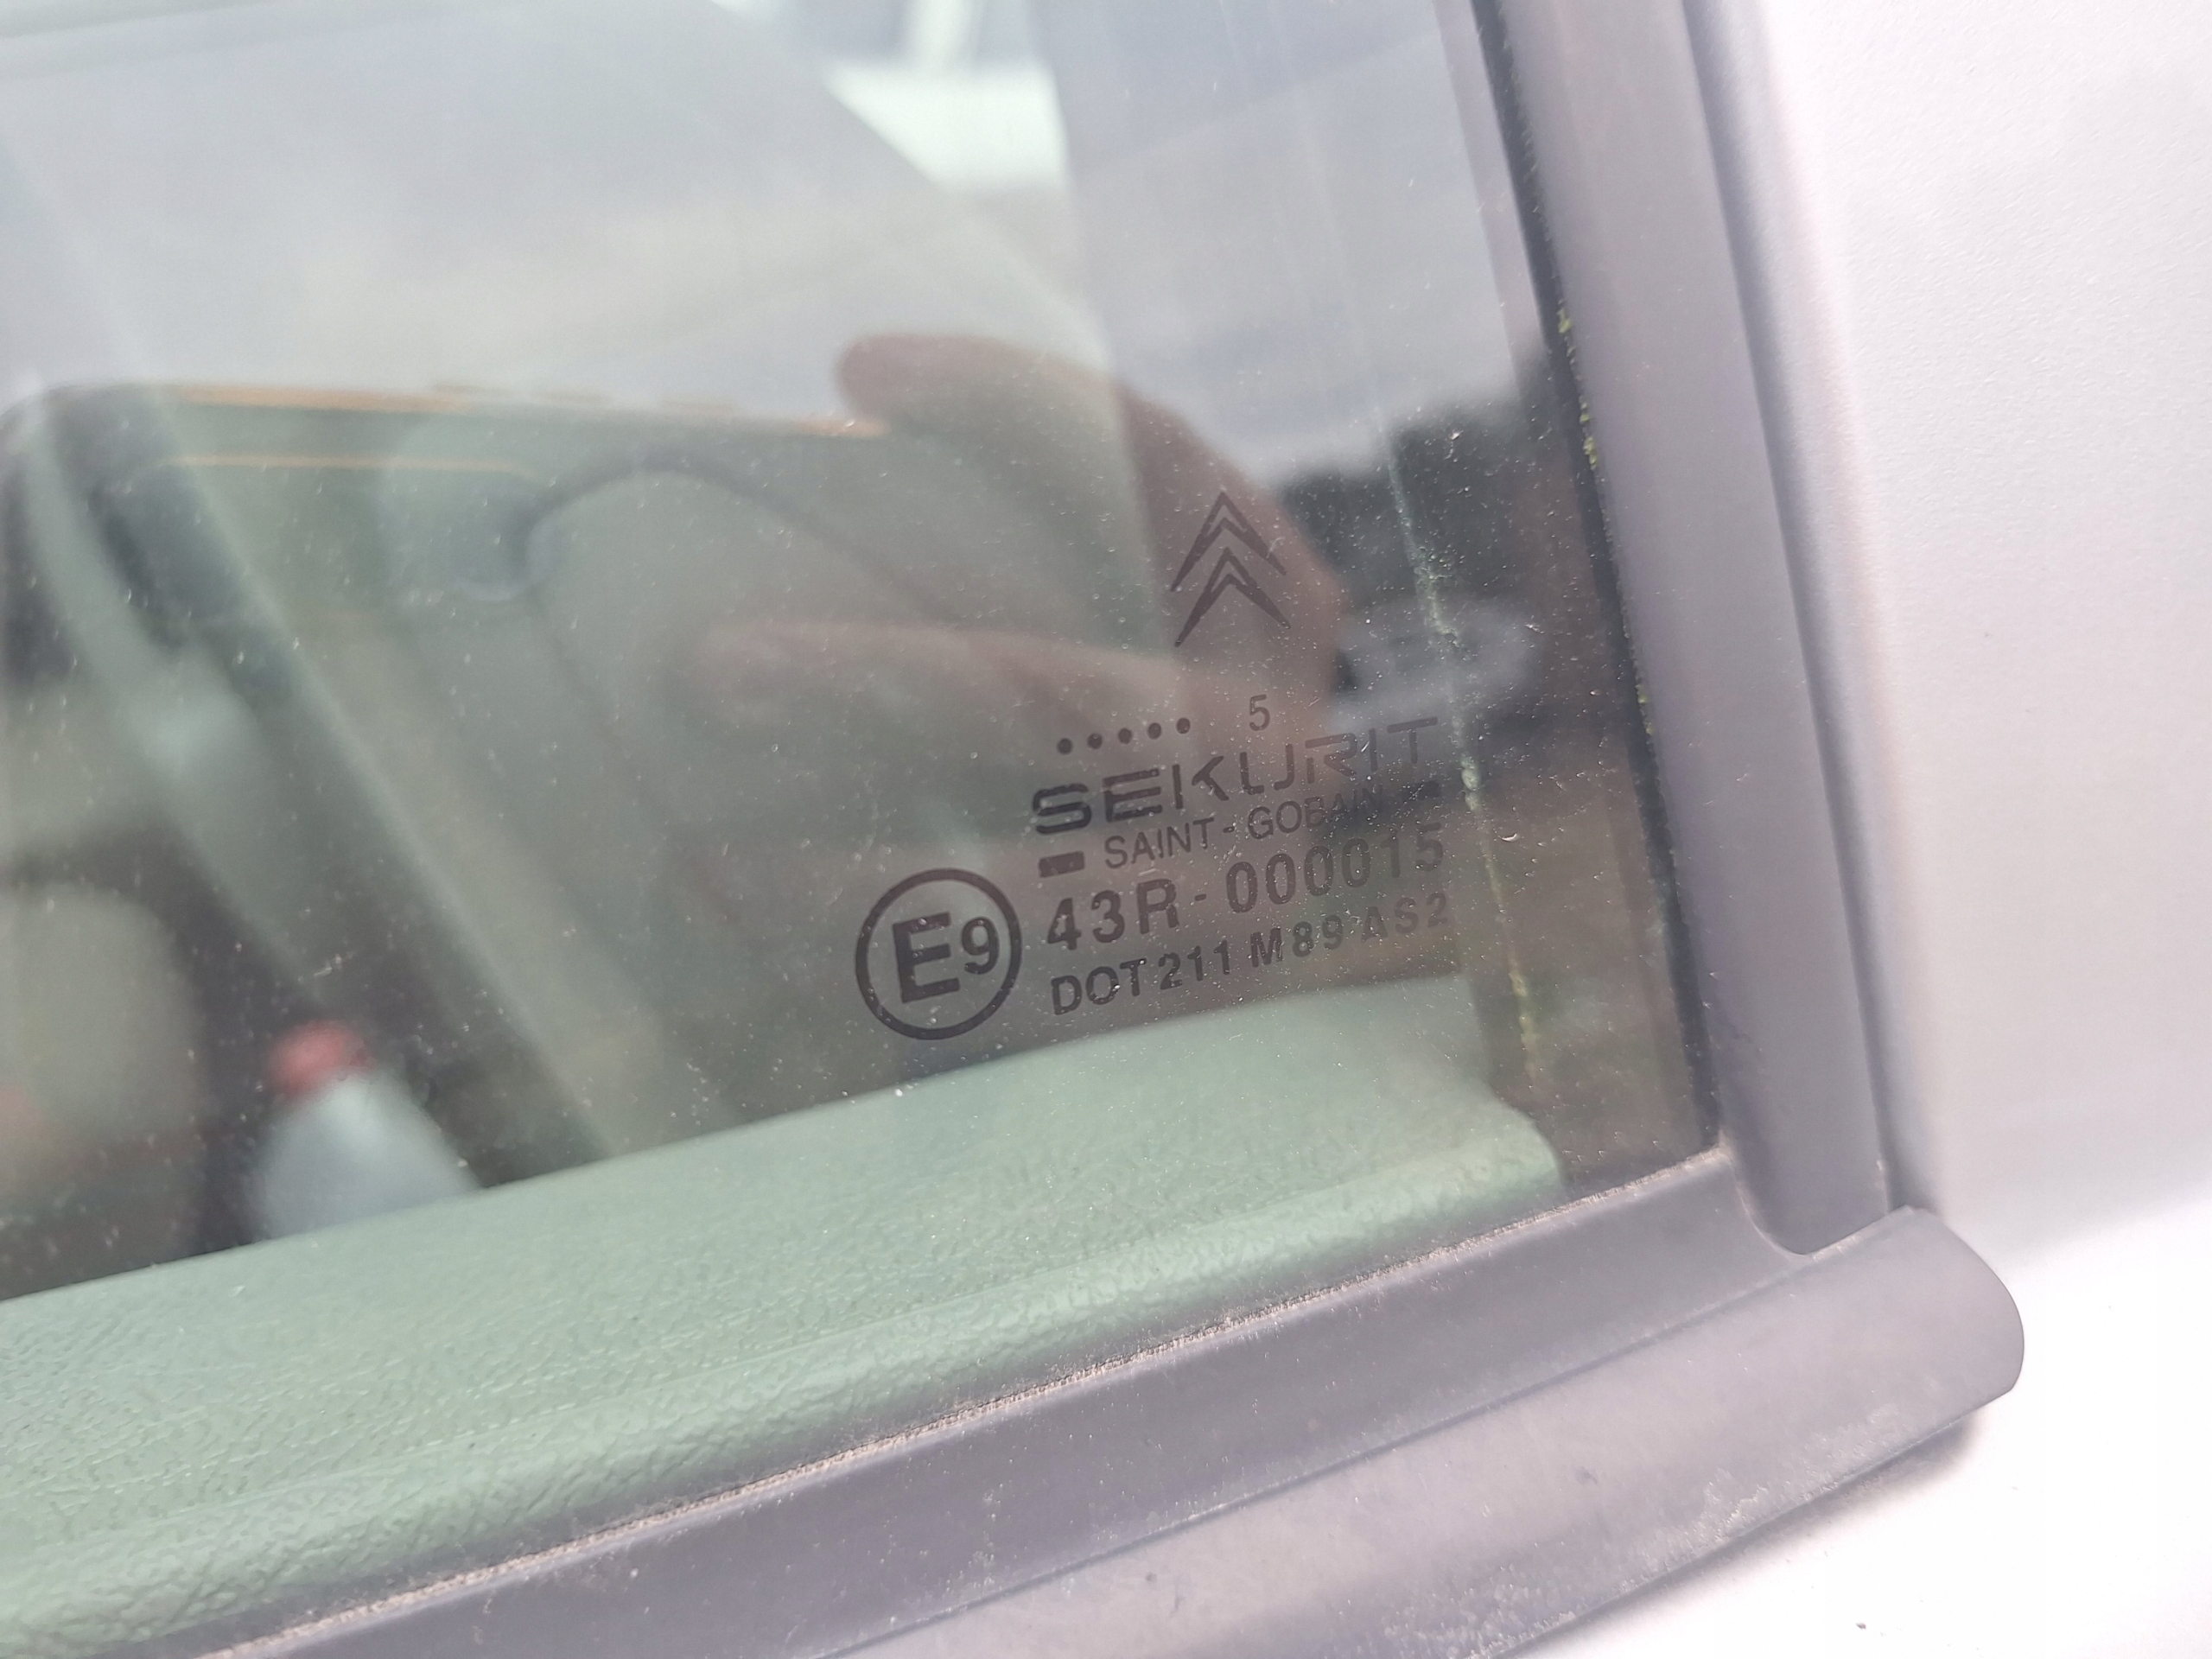 ..... 5
SEKURIT
SAINT-GOBAIN
E9 43R-000015
DOT 211 M89 AS2